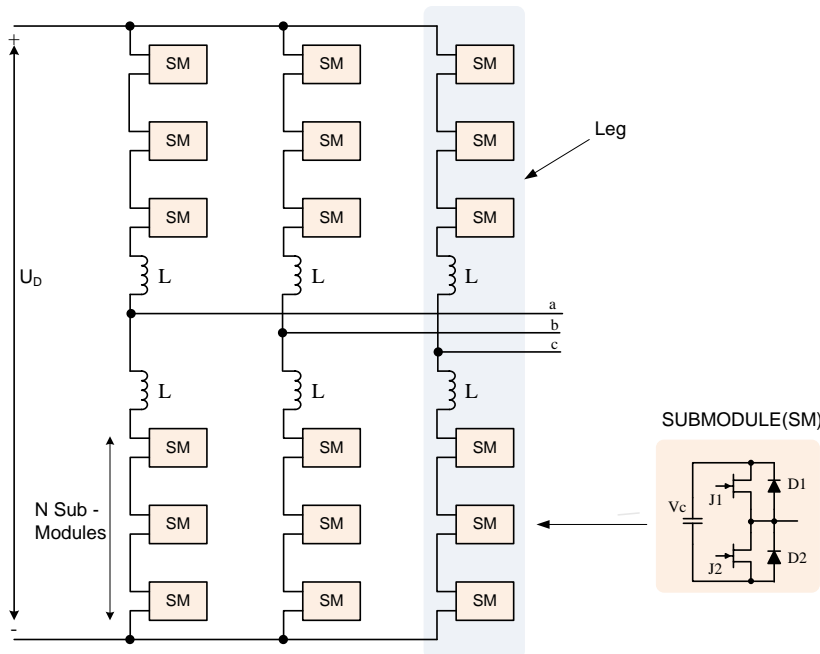 +
SM SM SM
SM SM SM
Leg
SM SM SM
U_D
L L L
a
b
c
L L L
SUBMODULE(SM)
SM SM SM
N Sub -
Modules
Vc J1 D1
SM SM SM
J2 D2
SM SM SM
-